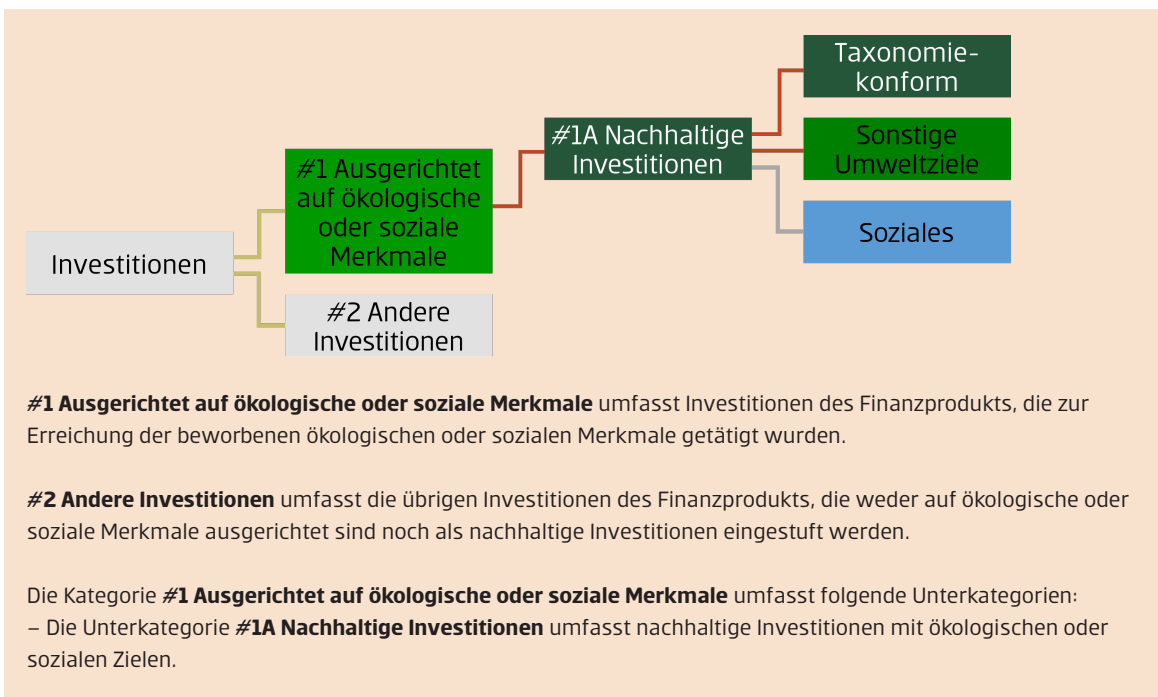 Taxonomie-
konform
#1A Nachhaltige
Investitionen
Sonstige
Umweltziele
#1 Ausgerichtet
auf ökologische
oder soziale
Merkmale
Soziales
Investitionen
#2 Andere
Investitionen
#1 Ausgerichtet auf ökologische oder soziale Merkmale umfasst Investitionen des Finanzprodukts, die zur
Erreichung der beworbenen ökologischen oder sozialen Merkmale getätigt wurden.
#2 Andere Investitionen umfasst die übrigen Investitionen des Finanzprodukts, die weder auf ökologische oder
soziale Merkmale ausgerichtet sind noch als nachhaltige Investitionen eingestuft werden.
Die Kategorie #1 Ausgerichtet auf ökologische oder soziale Merkmale umfasst folgende Unterkategorien:
– Die Unterkategorie #1A Nachhaltige Investitionen umfasst nachhaltige Investitionen mit ökologischen oder
sozialen Zielen.